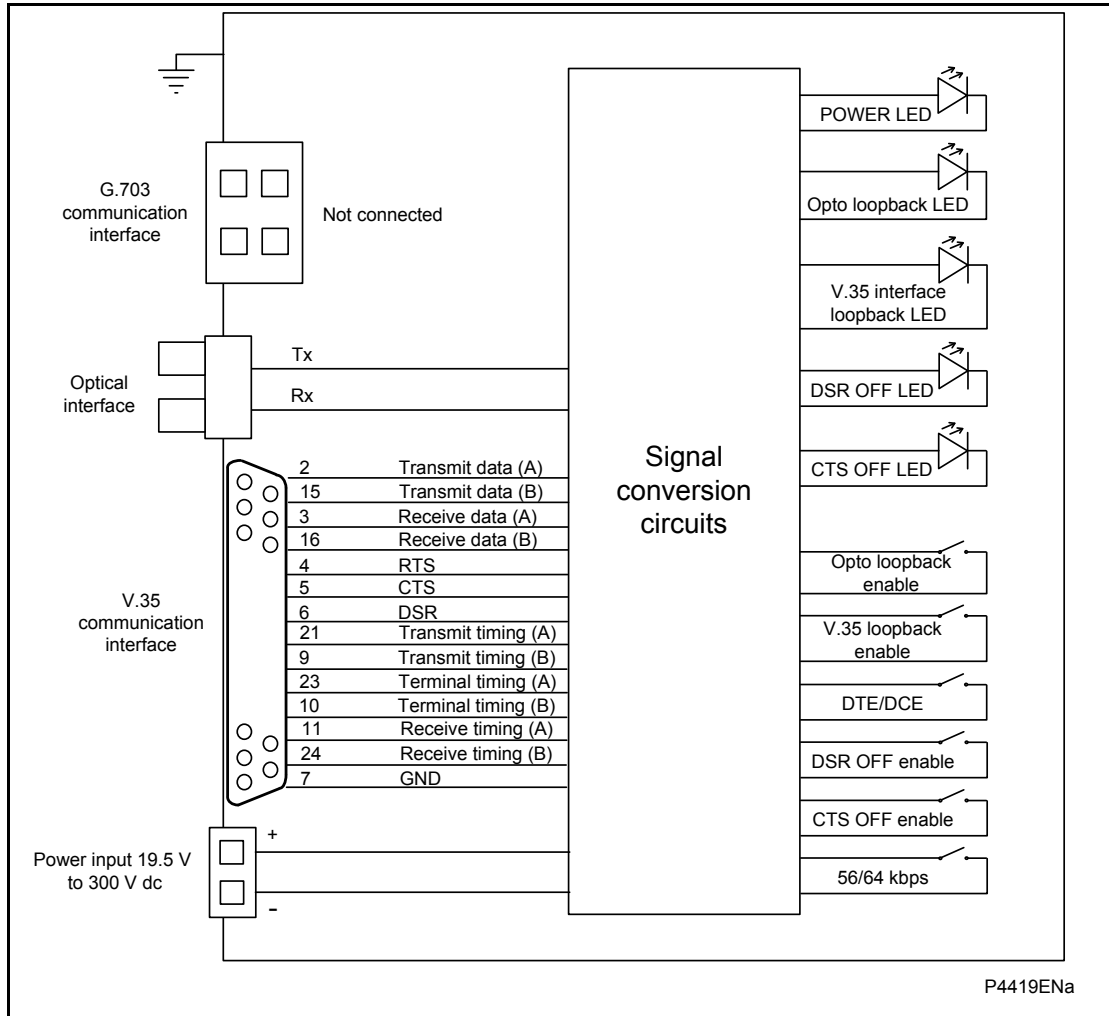 G.703
communication
interface
Not connected
Optical
interface
Tx
Rx
2 Transmit data (A)
15 Transmit data (B)
3 Receive data (A)
16 Receive data (B)
4 RTS
5 CTS
6 DSR
21 Transmit timing (A)
9 Transmit timing (B)
23 Terminal timing (A)
10 Terminal timing (B)
11 Receive timing (A)
24 Receive timing (B)
7 GND
V.35
communication
interface
Power input 19.5 V
to 300 V dc
+
-
Signal
conversion
circuits
POWER LED
Opto loopback LED
V.35 interface
loopback LED
DSR OFF LED
CTS OFF LED
Opto loopback
enable
V.35 loopback
enable
DTE/DCE
DSR OFF enable
CTS OFF enable
56/64 kbps
P4419ENa